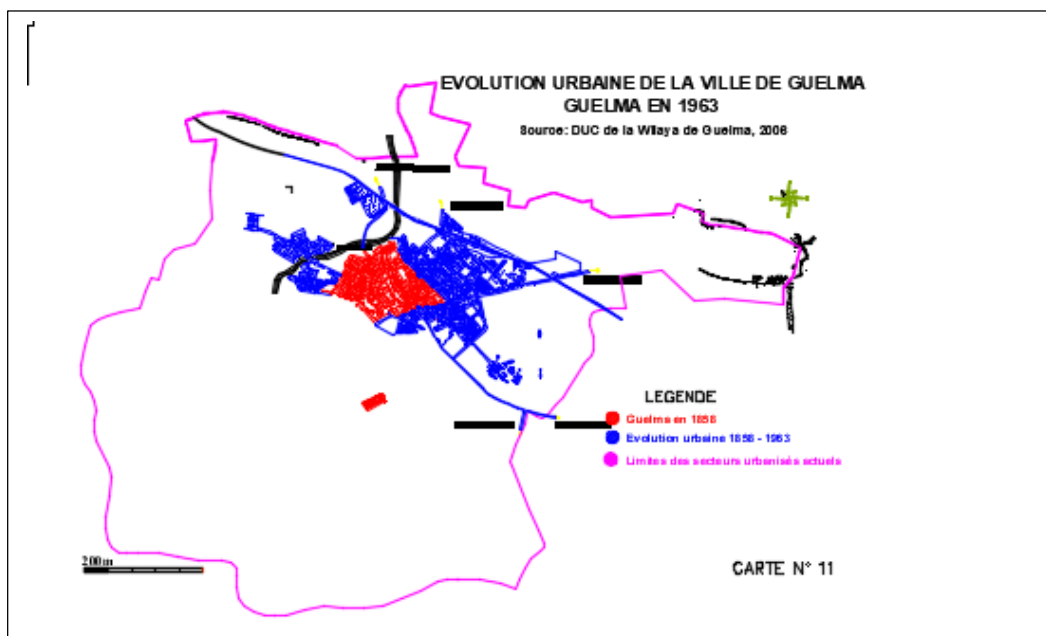 EVOLUTION URBAINE DE LA VILLE DE GUELMA
GUELMA EN 1963
Source: DUC de la Wilaya de Guelma, 2006
LEGENDE
Guelma en 1858
Evolution urbaine 1858 - 1963
Limites des secteurs urbanisés actuels
200 m
CARTE N° 11